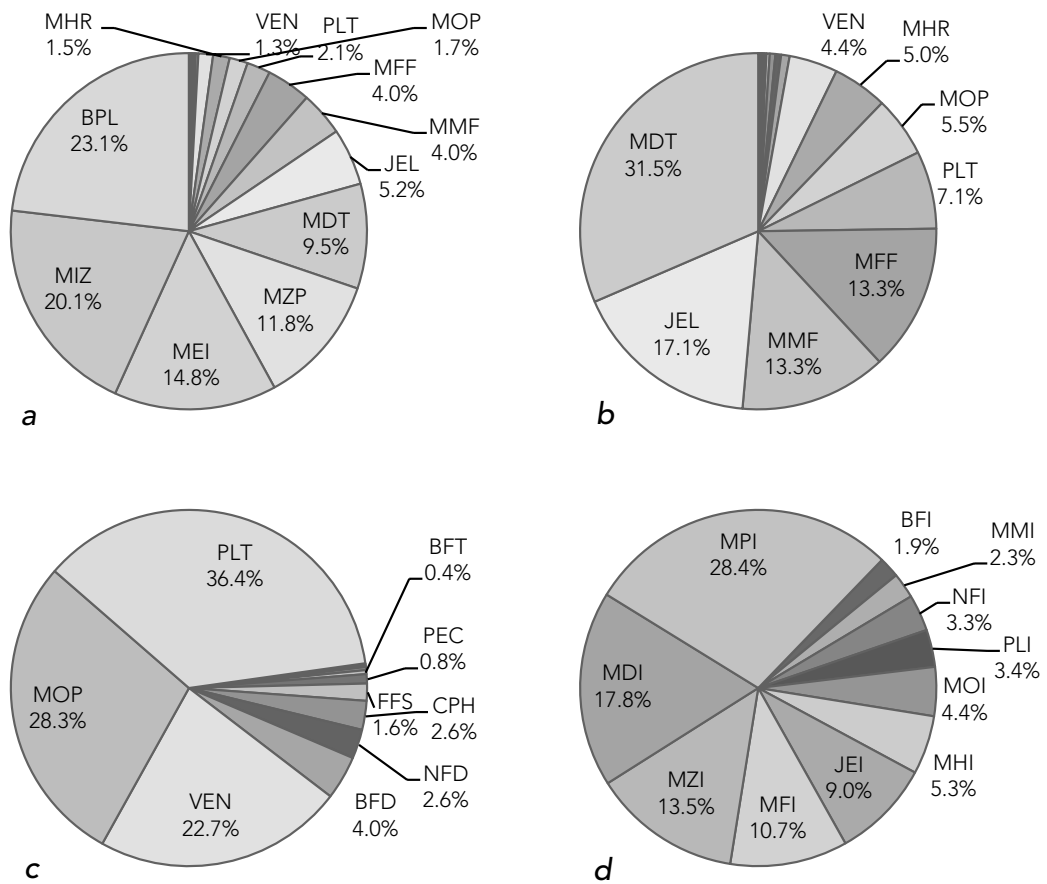 MHR
1.5%
VEN
1.3%
PLT
2.1%
MOP
1.7%
MFF
4.0%
MMF
4.0%
JEL
5.2%
MDT
9.5%
MZP
11.8%
MEI
14.8%
MIZ
20.1%
BPL
23.1%
a
VEN
4.4%
MHR
5.0%
MOP
5.5%
PLT
7.1%
MFF
13.3%
MMF
13.3%
JEL
17.1%
MDT
31.5%
b
PLT
36.4%
BFT
0.4%
PEC
0.8%
FFS
1.6%
CPH
2.6%
NFD
2.6%
BFD
4.0%
VEN
22.7%
MOP
28.3%
c
MPI
28.4%
BFI
1.9%
MMI
2.3%
NFI
3.3%
PLI
3.4%
MOI
4.4%
MHI
5.3%
JEI
9.0%
MFI
10.7%
MZI
13.5%
MDI
17.8%
d